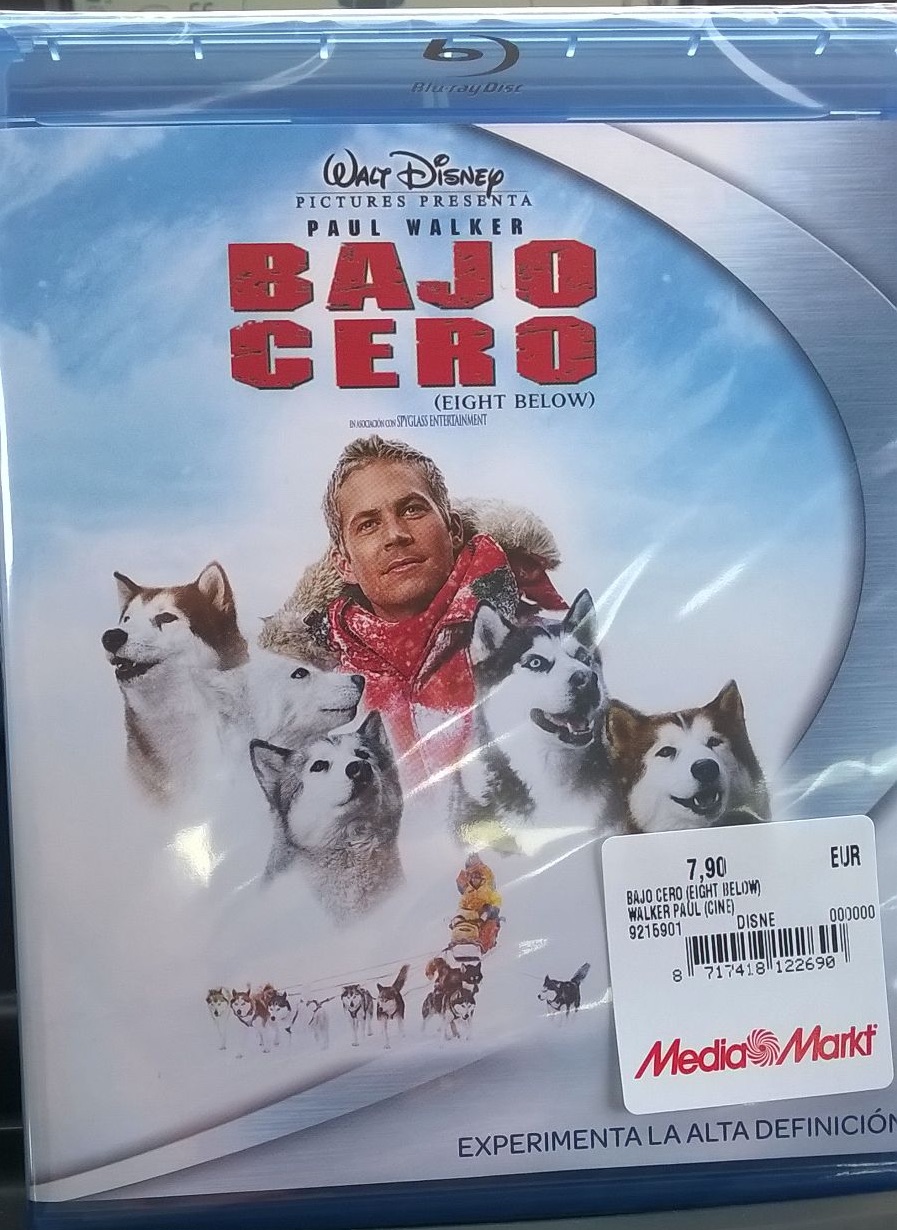 Blu-ray Disc
WALT DISNEY
PICTURES PRESENTA
PAUL WALKER
BAJO
CERO
(EIGHT BELOW)
EN ASOCIACIÓN CON SPYGLASS ENTERTAINMENT
7,90 EUR
BAJO CERO (EIGHT BELOW)
WALKER PAUL (CINE)
9215901 DISNE 000000
8 717418 122690
Media Markt
EXPERIMENTA LA ALTA DEFINICIÓN